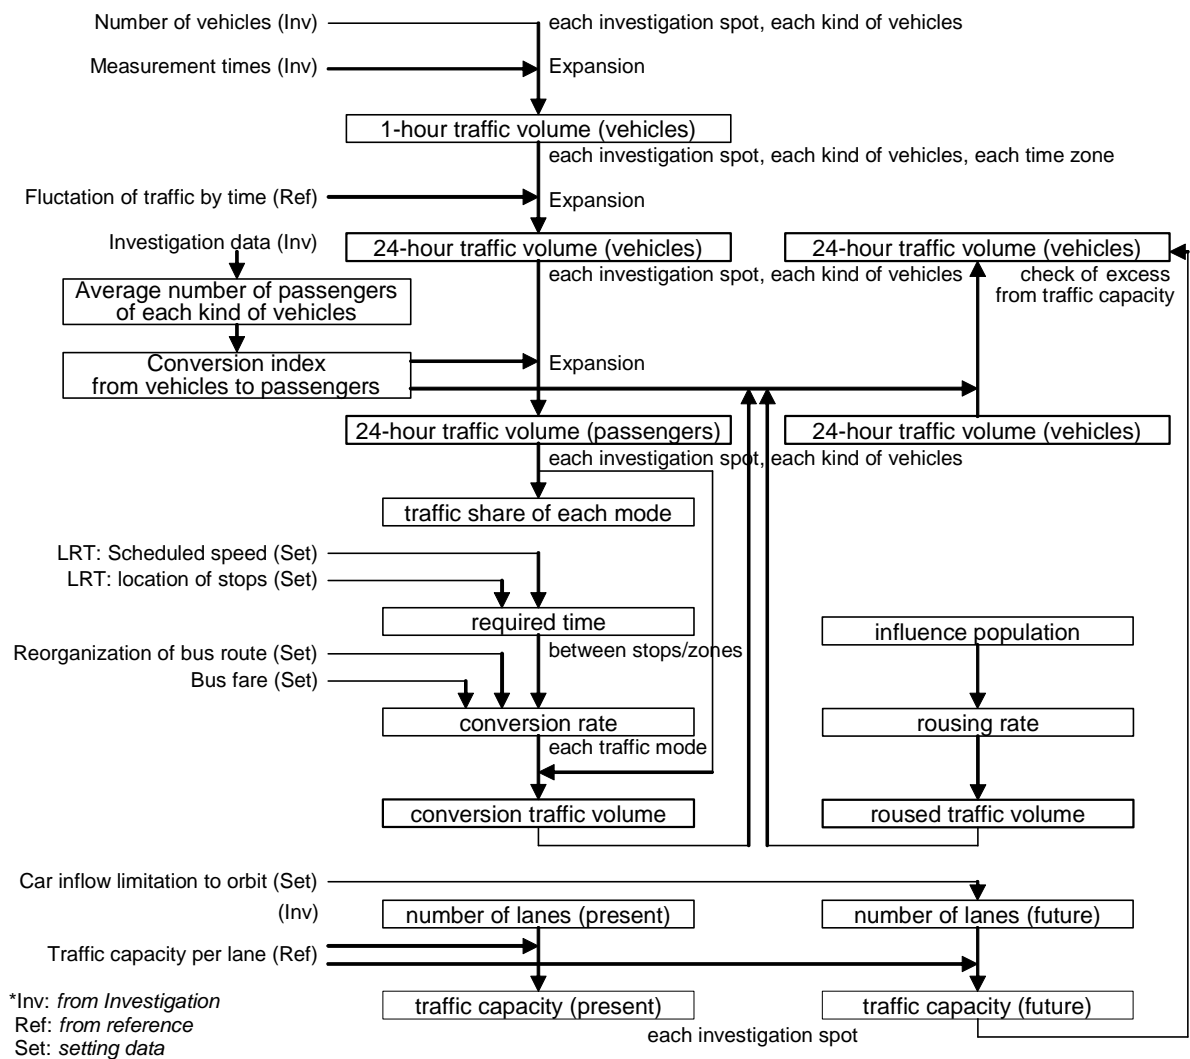 Number of vehicles (Inv)
each investigation spot, each kind of vehicles
Measurement times (Inv)
Expansion
1-hour traffic volume (vehicles)
each investigation spot, each kind of vehicles, each time zone
Fluctation of traffic by time (Ref)
Expansion
Investigation data (Inv)
24-hour traffic volume (vehicles)
24-hour traffic volume (vehicles)
each investigation spot, each kind of vehicles
check of excess
from traffic capacity
Average number of passengers
of each kind of vehicles
Conversion index
from vehicles to passengers
Expansion
24-hour traffic volume (passengers)
24-hour traffic volume (vehicles)
each investigation spot, each kind of vehicles
traffic share of each mode
LRT: Scheduled speed (Set)
LRT: location of stops (Set)
required time
influence population
between stops/zones
Reorganization of bus route (Set)
Bus fare (Set)
conversion rate
rousing rate
each traffic mode
conversion traffic volume
roused traffic volume
Car inflow limitation to orbit (Set)
(Inv)
number of lanes (present)
number of lanes (future)
Traffic capacity per lane (Ref)
traffic capacity (present)
traffic capacity (future)
each investigation spot
*Inv: from Investigation
Ref: from reference
Set: setting data